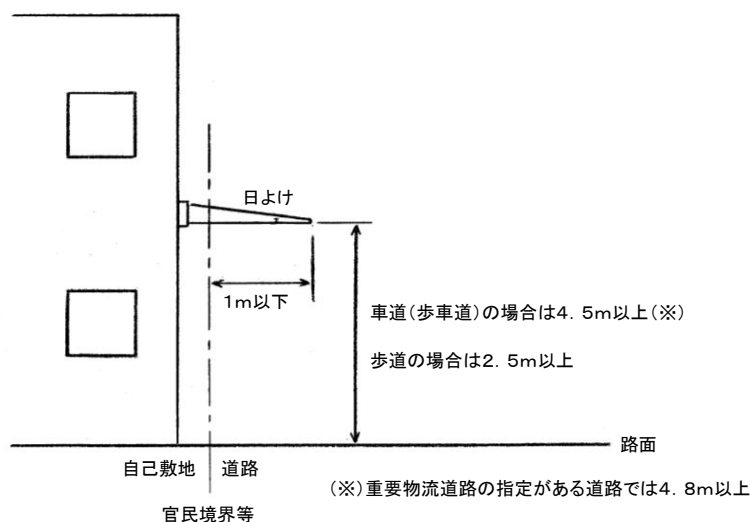 日よけ
1m以下
車道(歩車道)の場合は4.5m以上(※)
歩道の場合は2.5m以上
路面
自己敷地
道路
(※)重要物流道路の指定がある道路では4.8m以上
官民境界等